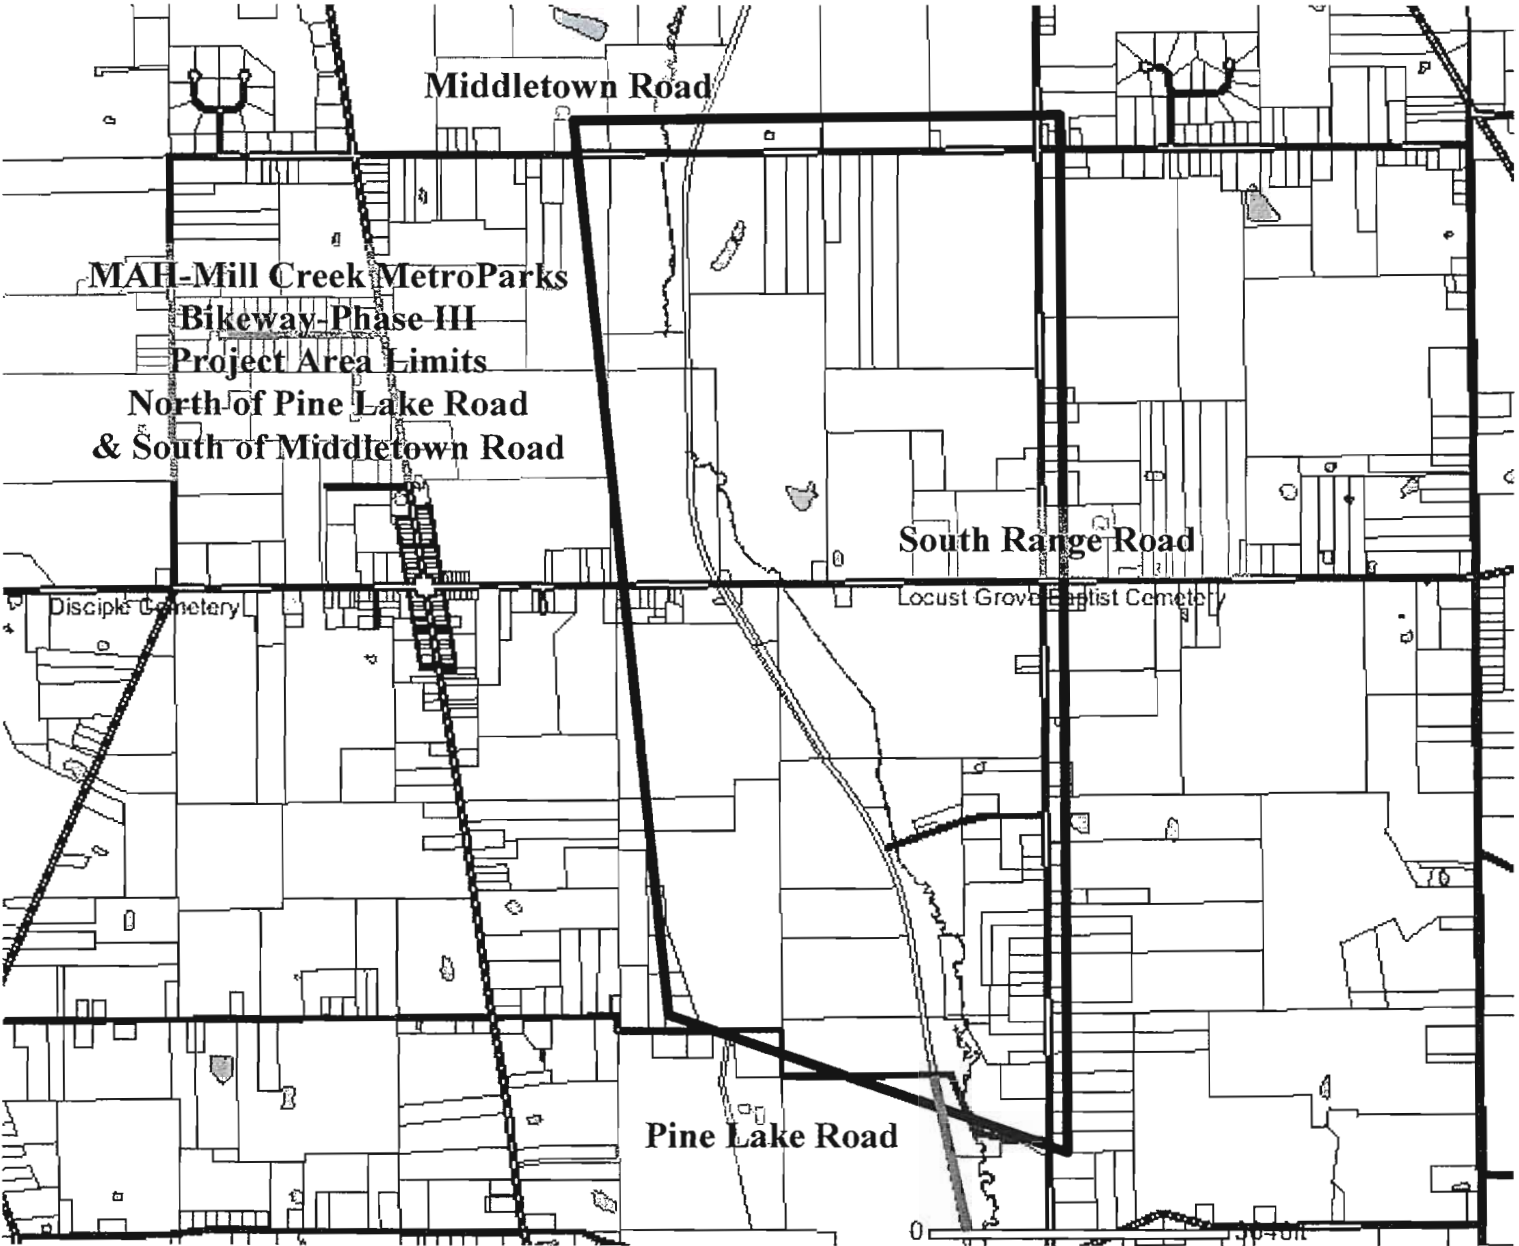 Middletown Road
MAH-Mill Creek MetroParks
Bikeway-Phase III
Project Area Limits
North of Pine Lake Road
& South of Middletown Road
South Range Road
Disciple Cemetery
Locust Grove Baptist Cemetery
Pine Lake Road
0